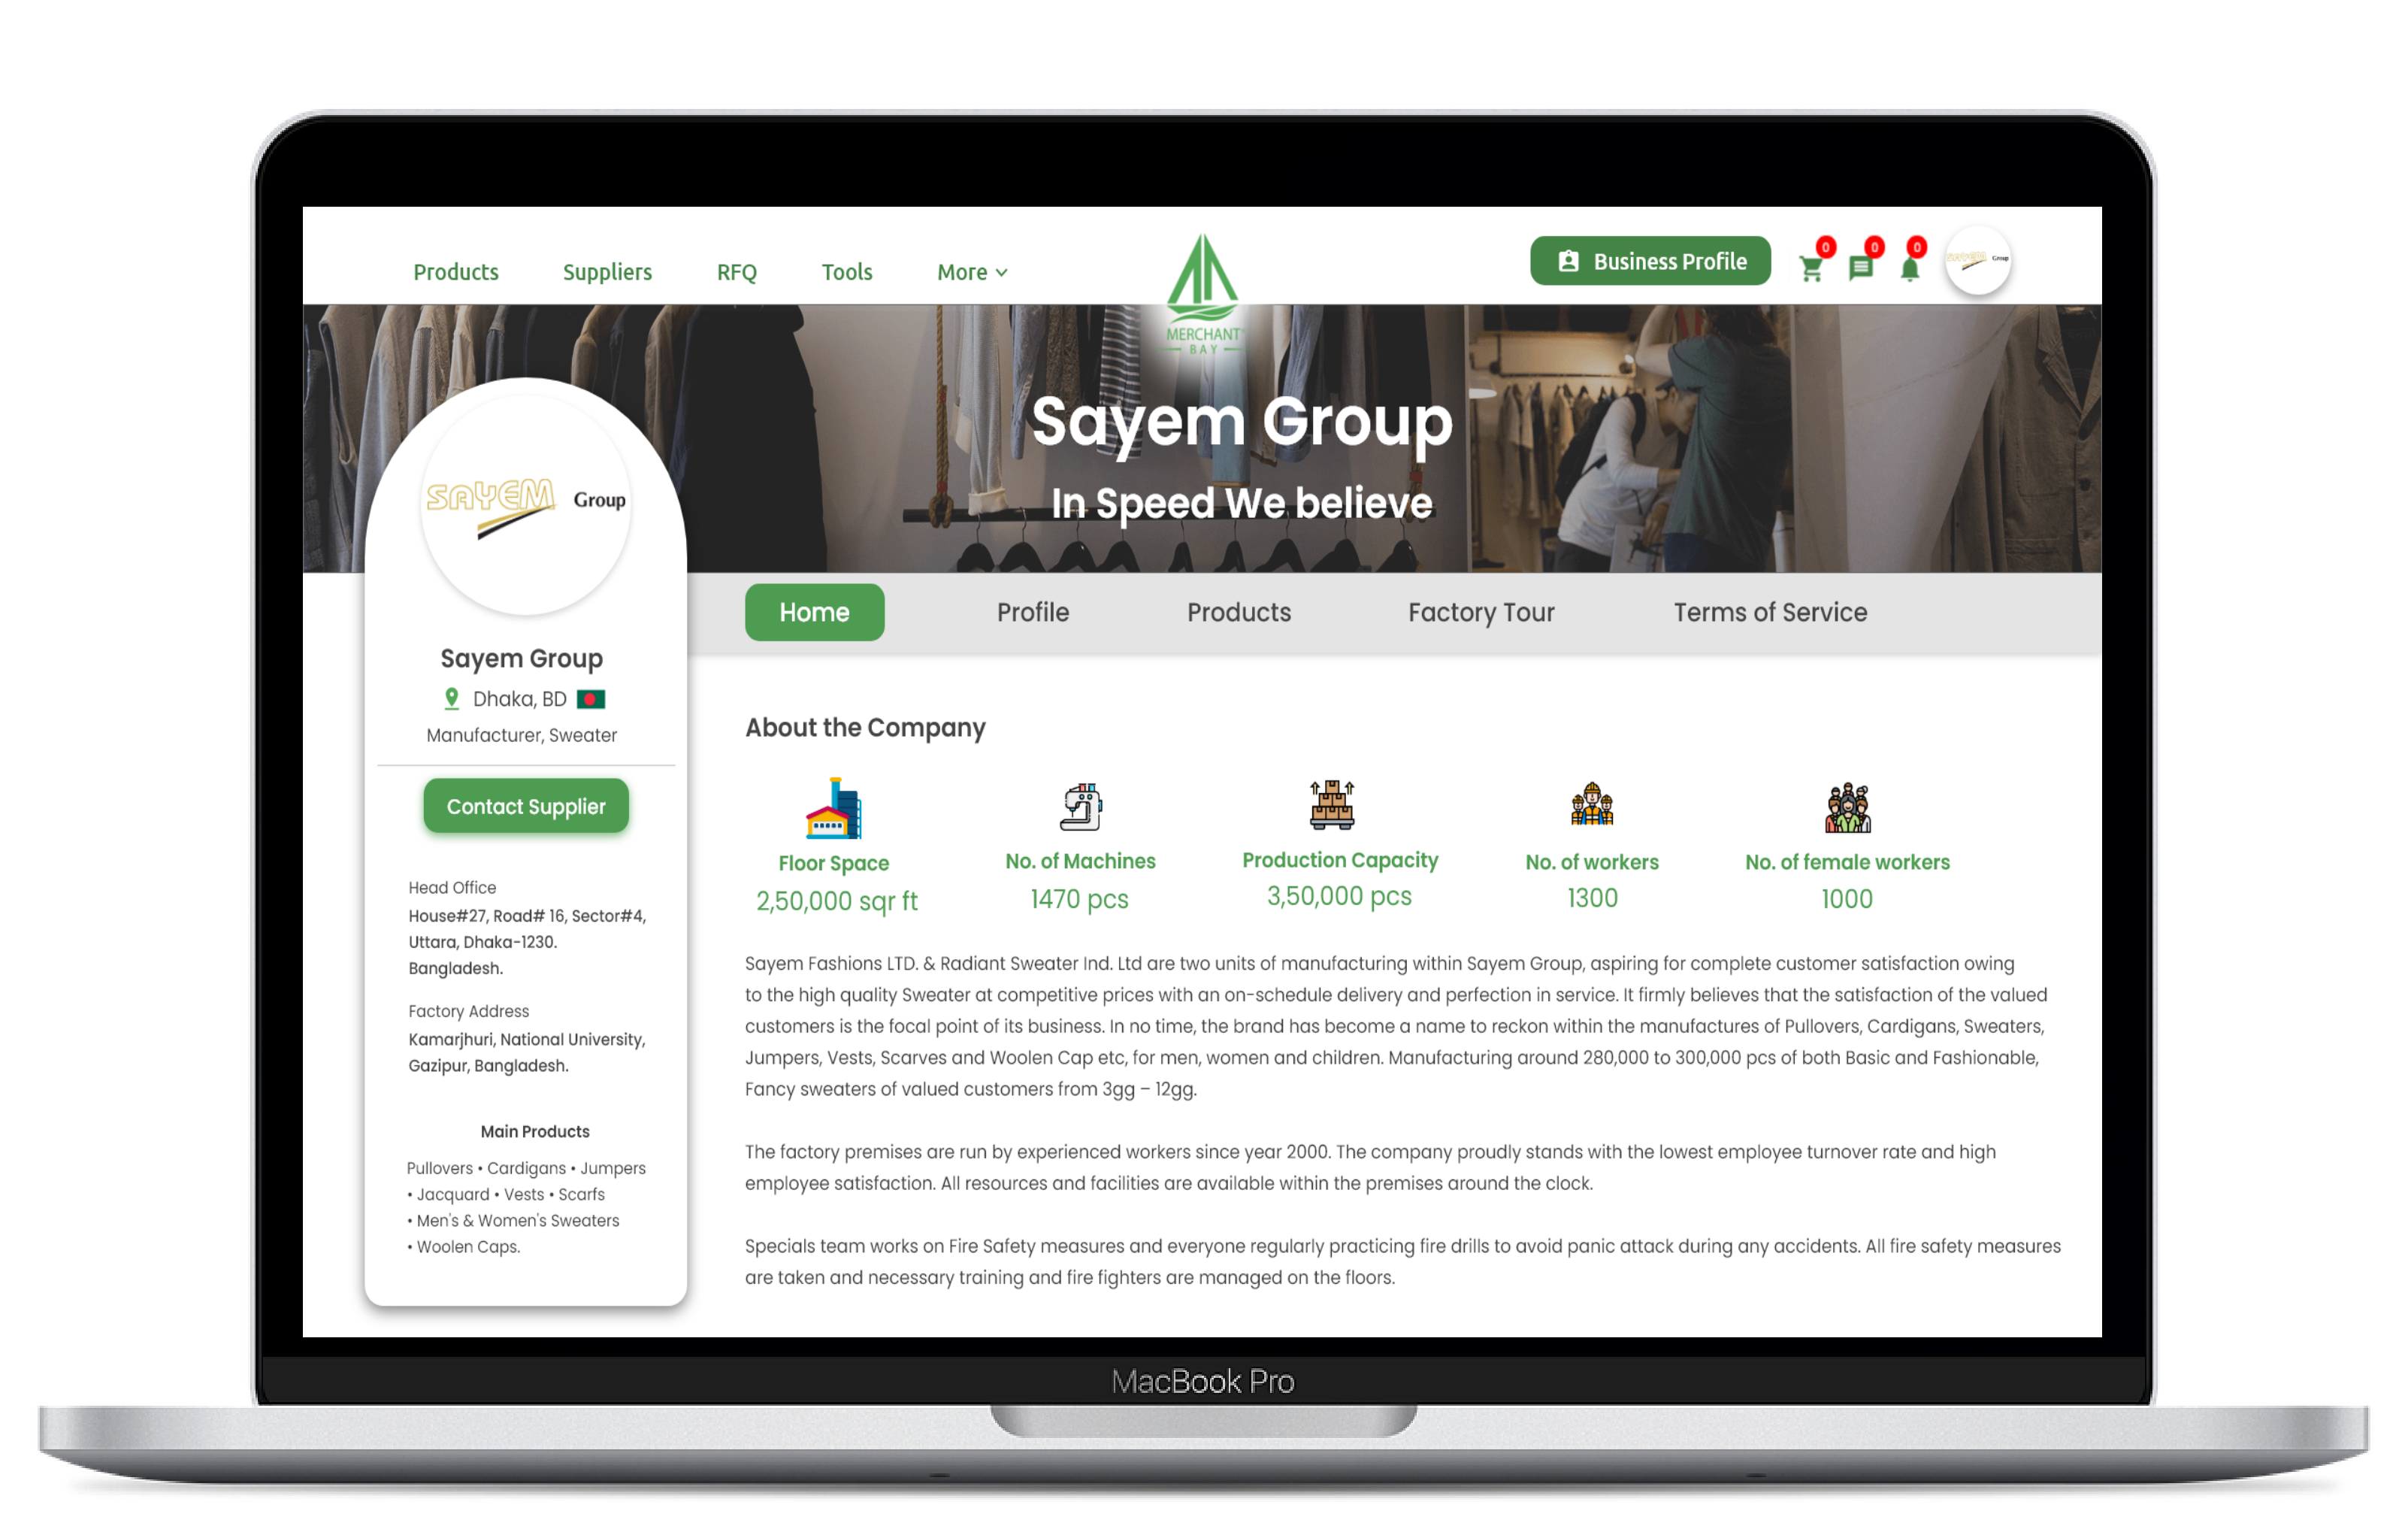 Products Suppliers RFQ Tools More
MERCHANT
BAY
Business Profile
0 0 0
SAYEM Group
Sayem Group
In Speed We believe
SAYEM Group
Home Profile Products Factory Tour Terms of Service
Sayem Group
Dhaka, BD
Manufacturer, Sweater
Contact Supplier
Head Office
House#27, Road# 16, Sector#4,
Uttara, Dhaka-1230.
Bangladesh.
Factory Address
Kamarjhuri, National University,
Gazipur, Bangladesh.
Main Products
Pullovers • Cardigans • Jumpers
• Jacquard • Vests • Scarfs
• Men's & Women's Sweaters
• Woolen Caps.
About the Company
Floor Space
2,50,000 sqr ft
No. of Machines
1470 pcs
Production Capacity
3,50,000 pcs
No. of workers
1300
No. of female workers
1000
Sayem Fashions LTD. & Radiant Sweater Ind. Ltd are two units of manufacturing within Sayem Group, aspiring for complete customer satisfaction owing
to the high quality Sweater at competitive prices with an on-schedule delivery and perfection in service. It firmly believes that the satisfaction of the valued
customers is the focal point of its business. In no time, the brand has become a name to reckon within the manufactures of Pullovers, Cardigans, Sweaters,
Jumpers, Vests, Scarves and Woolen Cap etc, for men, women and children. Manufacturing around 280,000 to 300,000 pcs of both Basic and Fashionable,
Fancy sweaters of valued customers from 3gg – 12gg.
The factory premises are run by experienced workers since year 2000. The company proudly stands with the lowest employee turnover rate and high
employee satisfaction. All resources and facilities are available within the premises around the clock.
Specials team works on Fire Safety measures and everyone regularly practicing fire drills to avoid panic attack during any accidents. All fire safety measures
are taken and necessary training and fire fighters are managed on the floors.
MacBook Pro